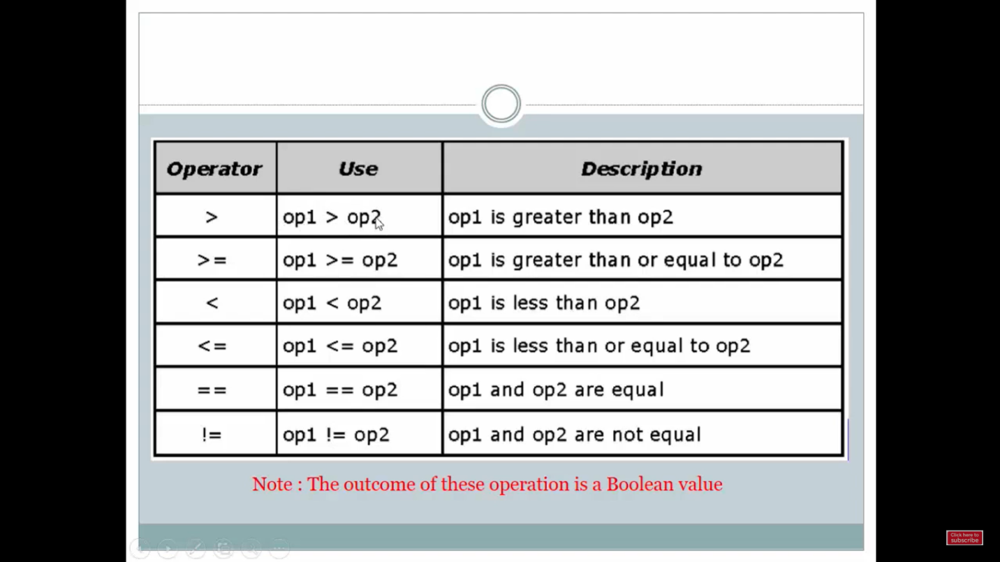 Operator Use Description
> op1 > op2 op1 is greater than op2
>= op1 >= op2 op1 is greater than or equal to op2
< op1 < op2 op1 is less than op2
<= op1 <= op2 op1 is less than or equal to op2
== op1 == op2 op1 and op2 are equal
!= op1 != op2 op1 and op2 are not equal
Note : The outcome of these operation is a Boolean value
Click here to
subscribe